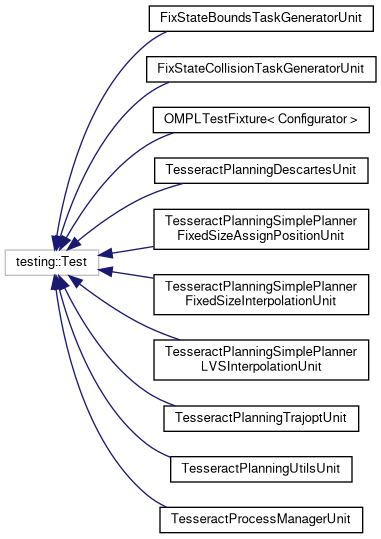 FixStateBoundsTaskGeneratorUnit
FixStateCollisionTaskGeneratorUnit
OMPLTestFixture< Configurator >
TesseractPlanningDescartesUnit
TesseractPlanningSimplePlanner
FixedSizeAssignPositionUnit
testing::Test
TesseractPlanningSimplePlanner
FixedSizeInterpolationUnit
TesseractPlanningSimplePlanner
LVSInterpolationUnit
TesseractPlanningTrajoptUnit
TesseractPlanningUtilsUnit
TesseractProcessManagerUnit